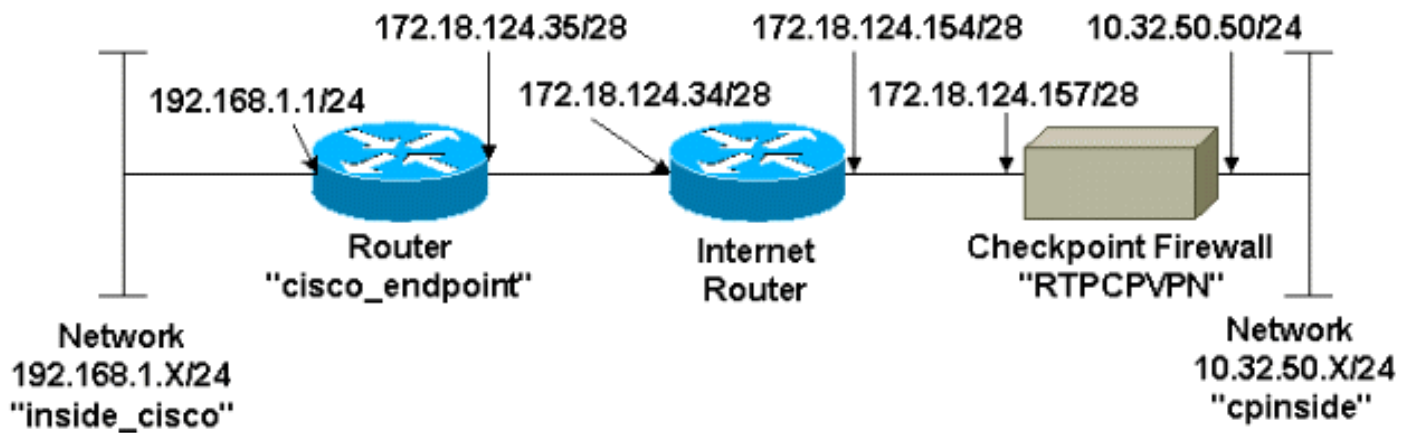 172.18.124.35/28
172.18.124.154/28
10.32.50.50/24
192.168.1.1/24
172.18.124.34/28
172.18.124.157/28
Router
"cisco_endpoint"
Internet
Router
Checkpoint Firewall
"RTPCPVPN"
Network
192.168.1.X/24
"inside_cisco"
Network
10.32.50.X/24
"cpinside"